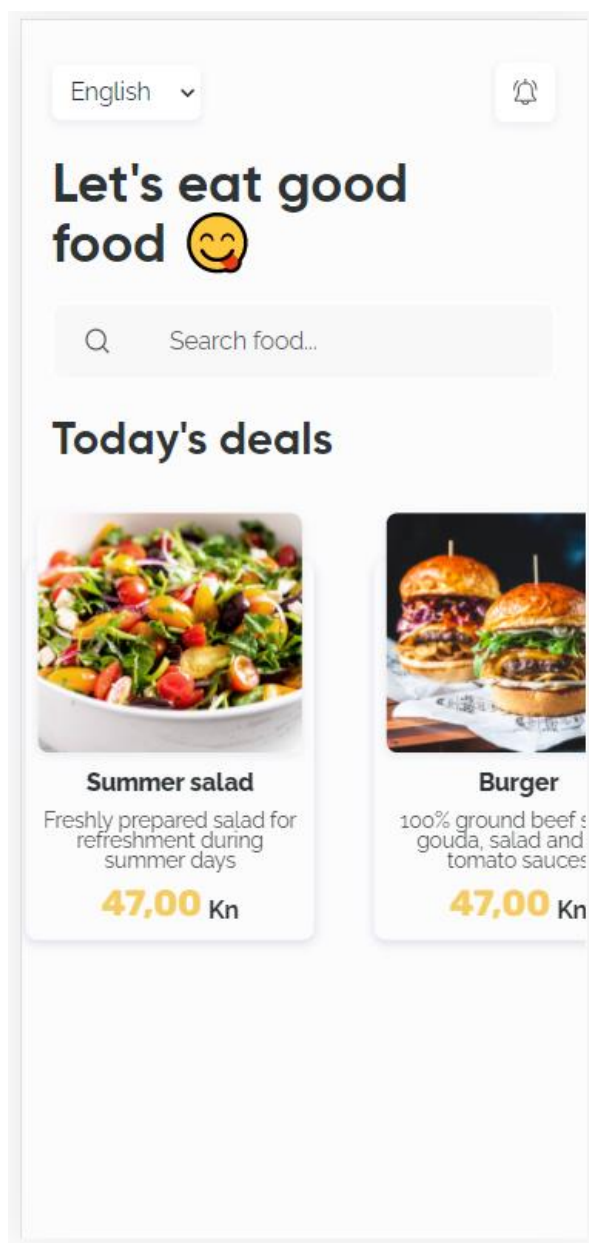 English
Let's eat good
food 😋
Search food...
Today's deals
Summer salad
Freshly prepared salad for
refreshment during
summer days
47,00 Kn
Burger
100% ground beef
gouda, salad and
tomato sauces
47,00 Kn